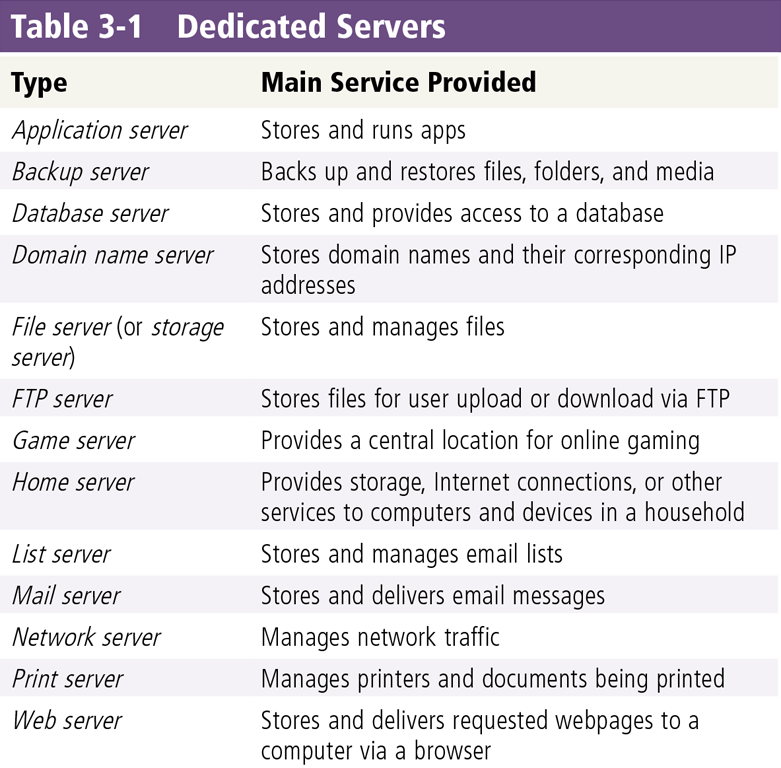 Table 3-1 Dedicated Servers
Type Main Service Provided
Application server Stores and runs apps
Backup server Backs up and restores files, folders, and media
Database server Stores and provides access to a database
Domain name server Stores domain names and their corresponding IP
addresses
File server (or storage Stores and manages files
server)
FTP server Stores files for user upload or download via FTP
Game server Provides a central location for online gaming
Home server Provides storage, Internet connections, or other
services to computers and devices in a household
List server Stores and manages email lists
Mail server Stores and delivers email messages
Network server Manages network traffic
Print server Manages printers and documents being printed
Web server Stores and delivers requested webpages to a
computer via a browser